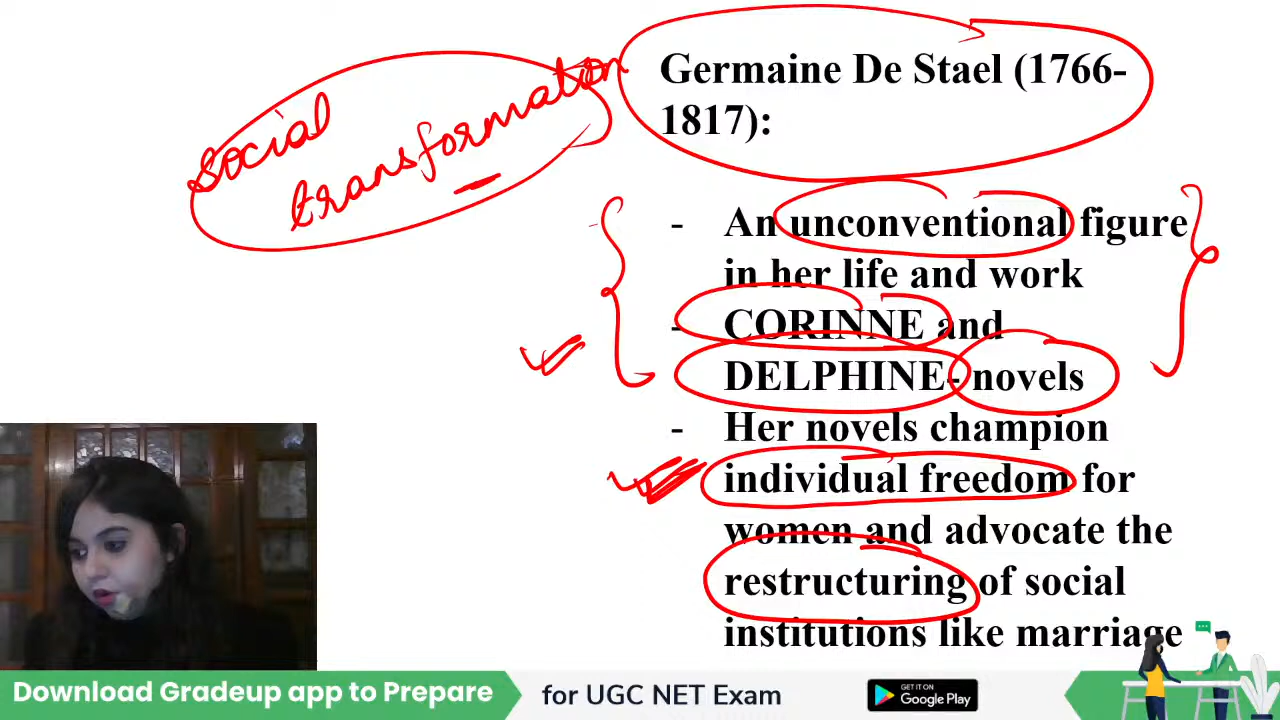 Germaine De Stael (1766-
1817):
social
transformation
- An unconventional figure
in her life and work
- CORINNE and
DELPHINE- novels
- Her novels champion
individual freedom for
women and advocate the
restructuring of social
institutions like marriage
Download Gradeup app to Prepare
for UGC NET Exam
GET IT ON
Google Play